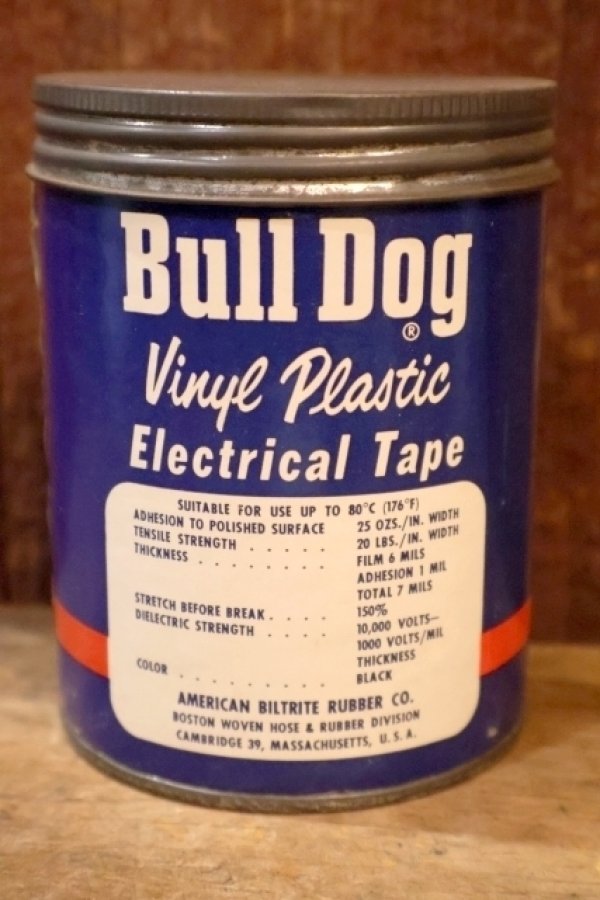 Bull Dog ®
Vinyl Plastic
Electrical Tape
SUITABLE FOR USE UP TO 80°C (176°F)
ADHESION TO POLISHED SURFACE 25 OZS./IN. WIDTH
TENSILE STRENGTH . . . . . 20 LBS./IN. WIDTH
THICKNESS . . . . . . . . FILM 6 MILS
ADHESION 1 MIL
TOTAL 7 MILS
STRETCH BEFORE BREAK . . . . 150%
DIELECTRIC STRENGTH . . . . 10,000 VOLTS—
1000 VOLTS/MIL
THICKNESS
COLOR . . . . . . . . . BLACK
AMERICAN BILTRITE RUBBER CO.
BOSTON WOVEN HOSE & RUBBER DIVISION
CAMBRIDGE 39, MASSACHUSETTS, U. S. A.